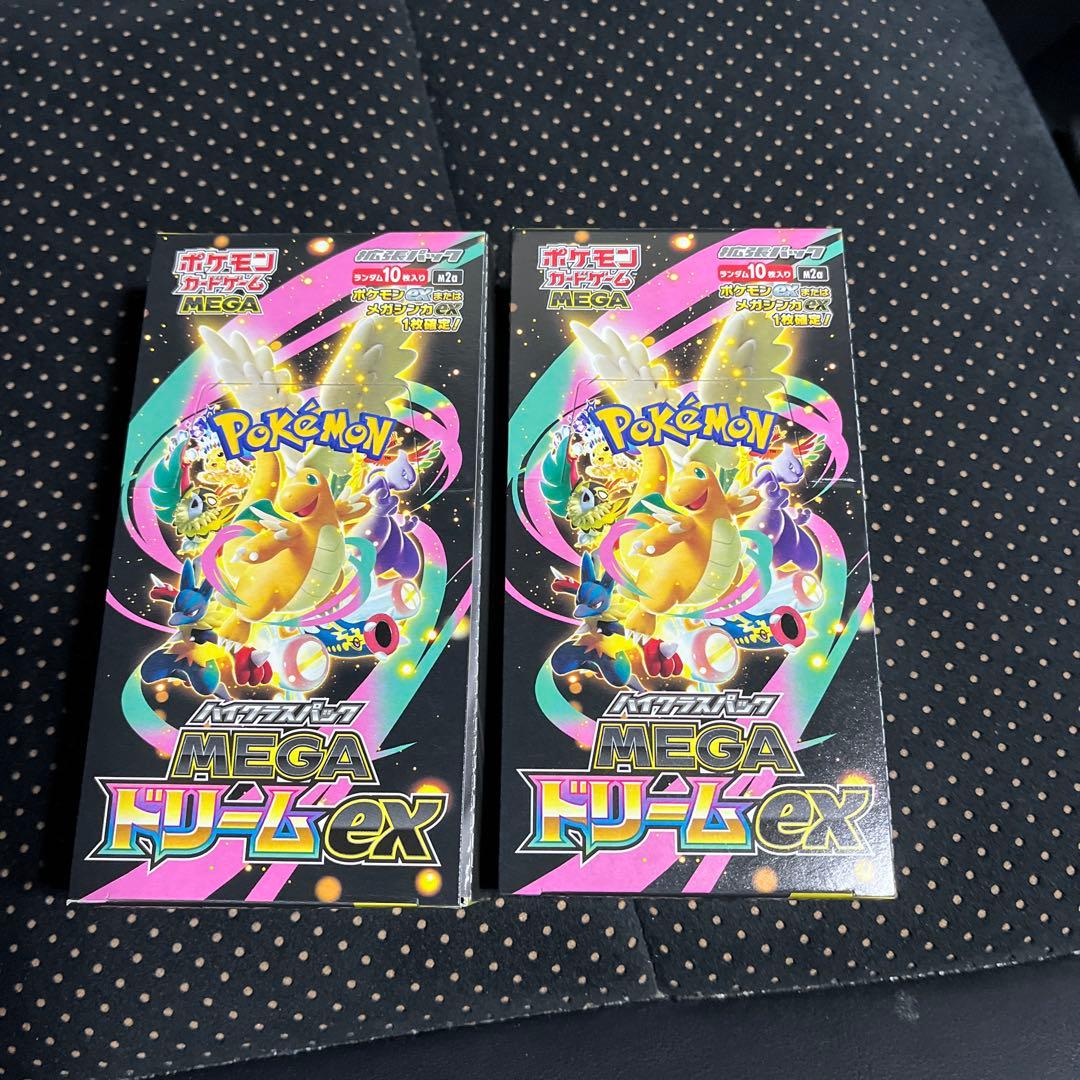 ポケモン
カードゲーム
MEGA
拡張パック
ランダム10枚入り M2a
ポケモンexまたは
メガシンカex
1枚確定!
POKéMON
ハイクラスパック
MEGA
ドリームex
ポケモン
カードゲーム
MEGA
拡張パック
ランダム10枚入り M2a
ポケモンexまたは
メガシンカex
1枚確定!
POKéMON
ハイクラスパック
MEGA
ドリームex